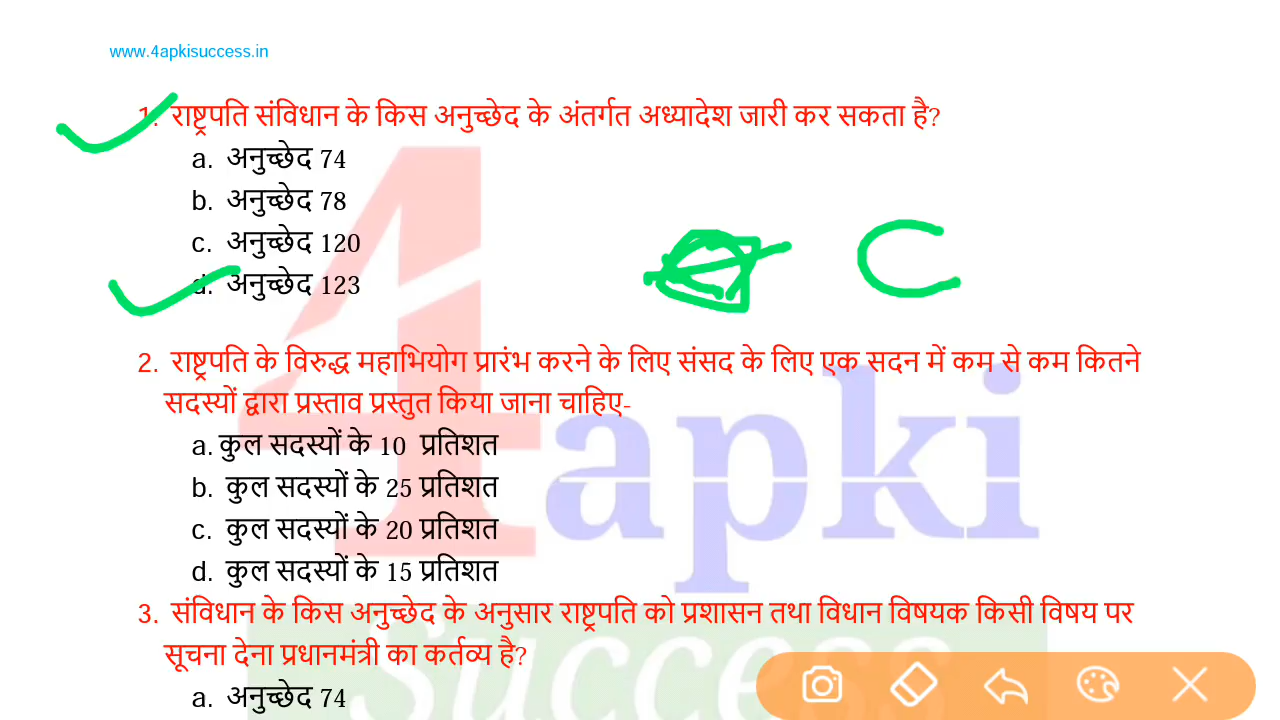 www.4apkisuccess.in
1. राष्ट्रपति संविधान के किस अनुच्छेद के अंतर्गत अध्यादेश जारी कर सकता है?
a. अनुच्छेद 74
b. अनुच्छेद 78
c. अनुच्छेद 120
d. अनुच्छेद 123
C
2. राष्ट्रपति के विरुद्ध महाभियोग प्रारंभ करने के लिए संसद के लिए एक सदन में कम से कम कितने
सदस्यों द्वारा प्रस्ताव प्रस्तुत किया जाना चाहिए-
a. कुल सदस्यों के 10 प्रतिशत
b. कुल सदस्यों के 25 प्रतिशत
c. कुल सदस्यों के 20 प्रतिशत
d. कुल सदस्यों के 15 प्रतिशत
3. संविधान के किस अनुच्छेद के अनुसार राष्ट्रपति को प्रशासन तथा विधान विषयक किसी विषय पर
सूचना देना प्रधानमंत्री का कर्तव्य है?
a. अनुच्छेद 74
4apki
Success